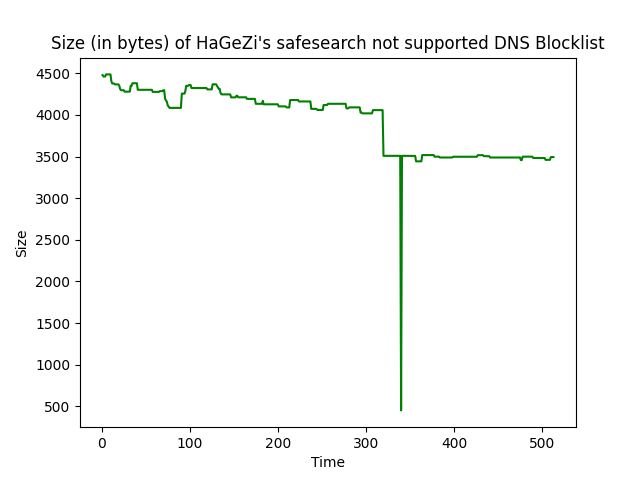 Size (in bytes) of HaGeZi's safesearch not supported DNS Blocklist
4500
4000
3500
3000
2500
2000
1500
1000
500
Size
0 100 200 300 400 500
Time